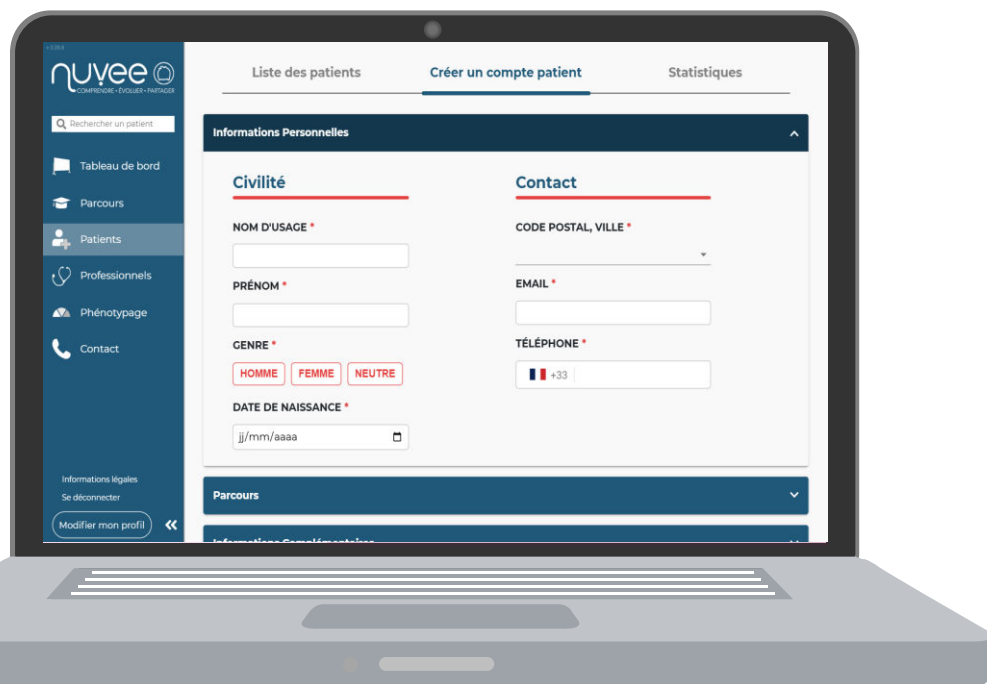 nuvee
COMPRENDRE • ÉVOLUER • PARTAGER
Rechercher un patient
Tableau de bord
Parcours
Patients
Professionnels
Phénotypage
Contact
Informations légales
Se déconnecter
Modifier mon profil
Liste des patients
Créer un compte patient
Statistiques
Informations Personnelles
Civilité
NOM D'USAGE *
PRÉNOM *
GENRE *
HOMME FEMME NEUTRE
DATE DE NAISSANCE *
jj/mm/aaaa
Contact
CODE POSTAL, VILLE *
EMAIL *
TÉLÉPHONE *
+33
Parcours
Informations Complémentaires